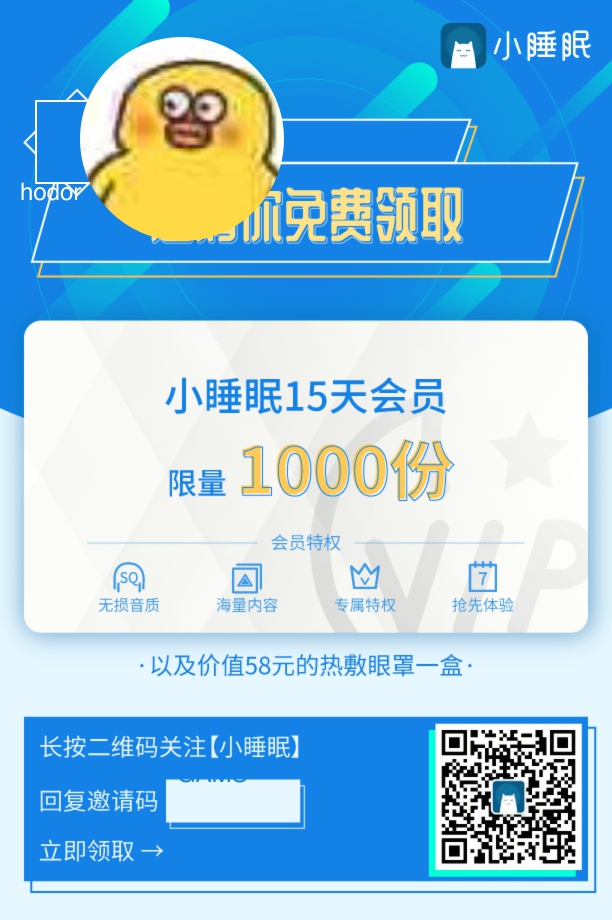 小睡眠
hodor
你免费领取
小睡眠15天会员
限量 1000份
会员特权
SQ
7
无损音质 海量内容 专属特权 抢先体验
VIP
·以及价值58元的热敷眼罩一盒·
长按二维码关注【小睡眠】
回复邀请码
立即领取 →